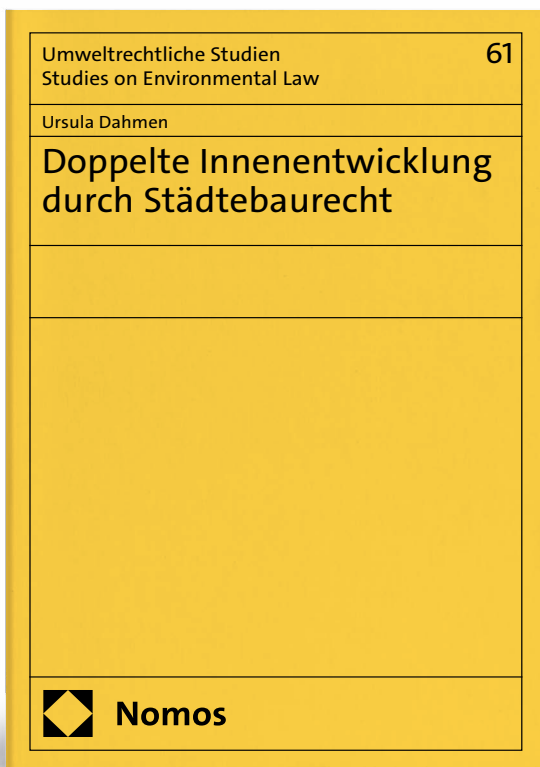 Umweltrechtliche Studien 61
Studies on Environmental Law
Ursula Dahmen
Doppelte Innenentwicklung
durch Städtebaurecht
Nomos